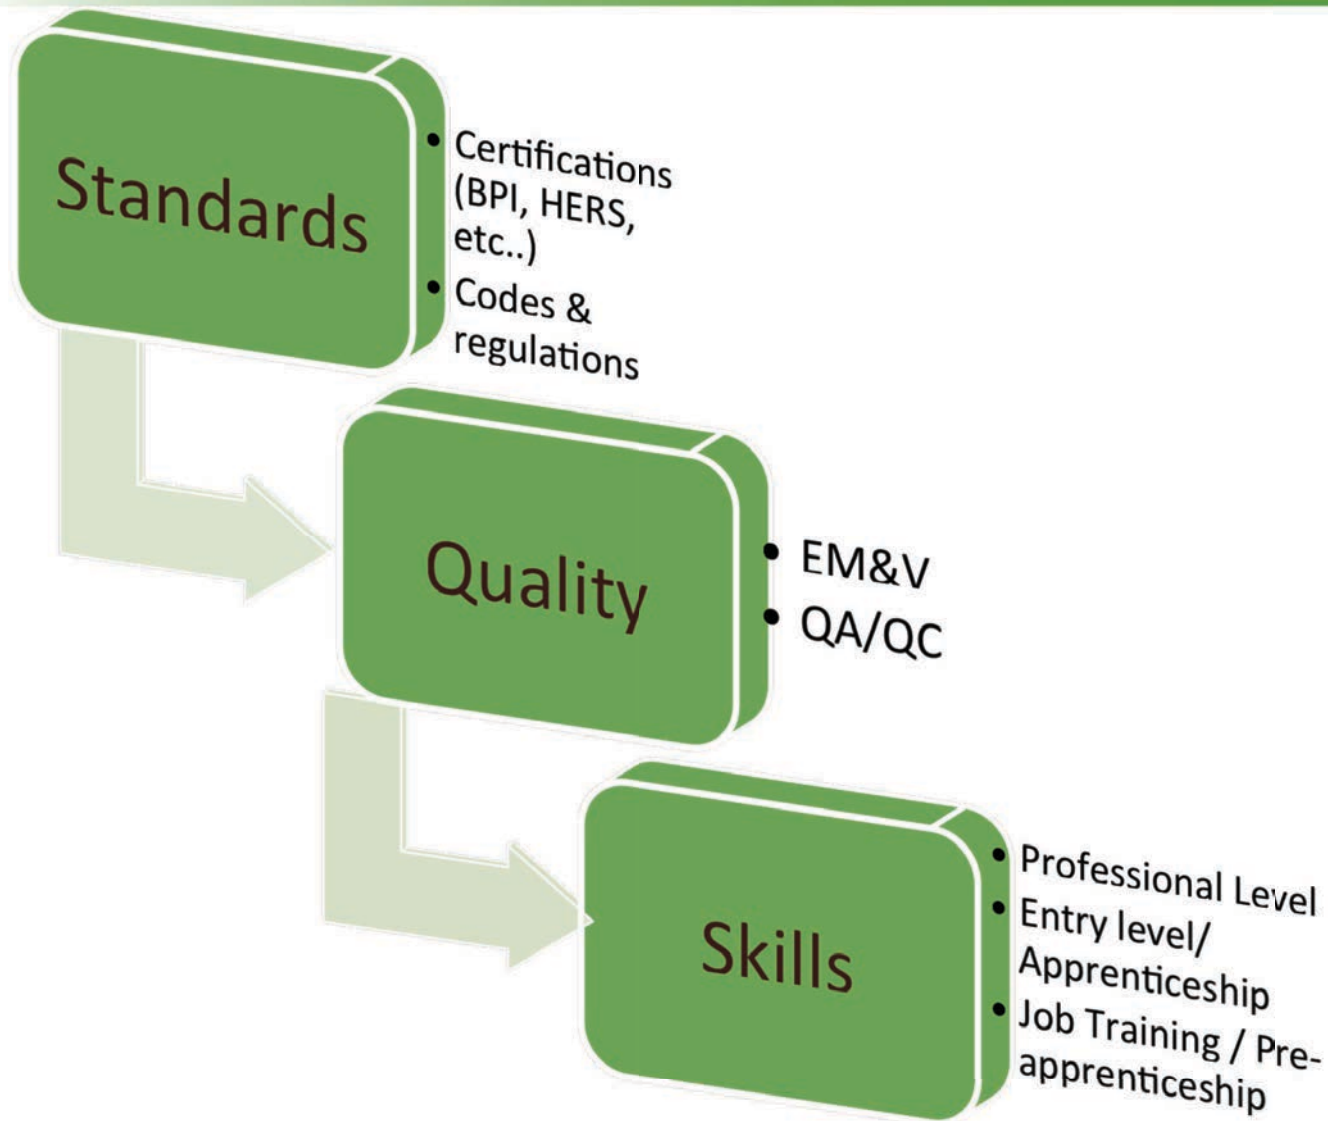 Standards
• Certifications
(BPI, HERS,
etc..)
• Codes &
regulations
Quality
• EM&V
• QA/QC
Skills
• Professional Level
• Entry level/
Apprenticeship
• Job Training / Pre-
apprenticeship